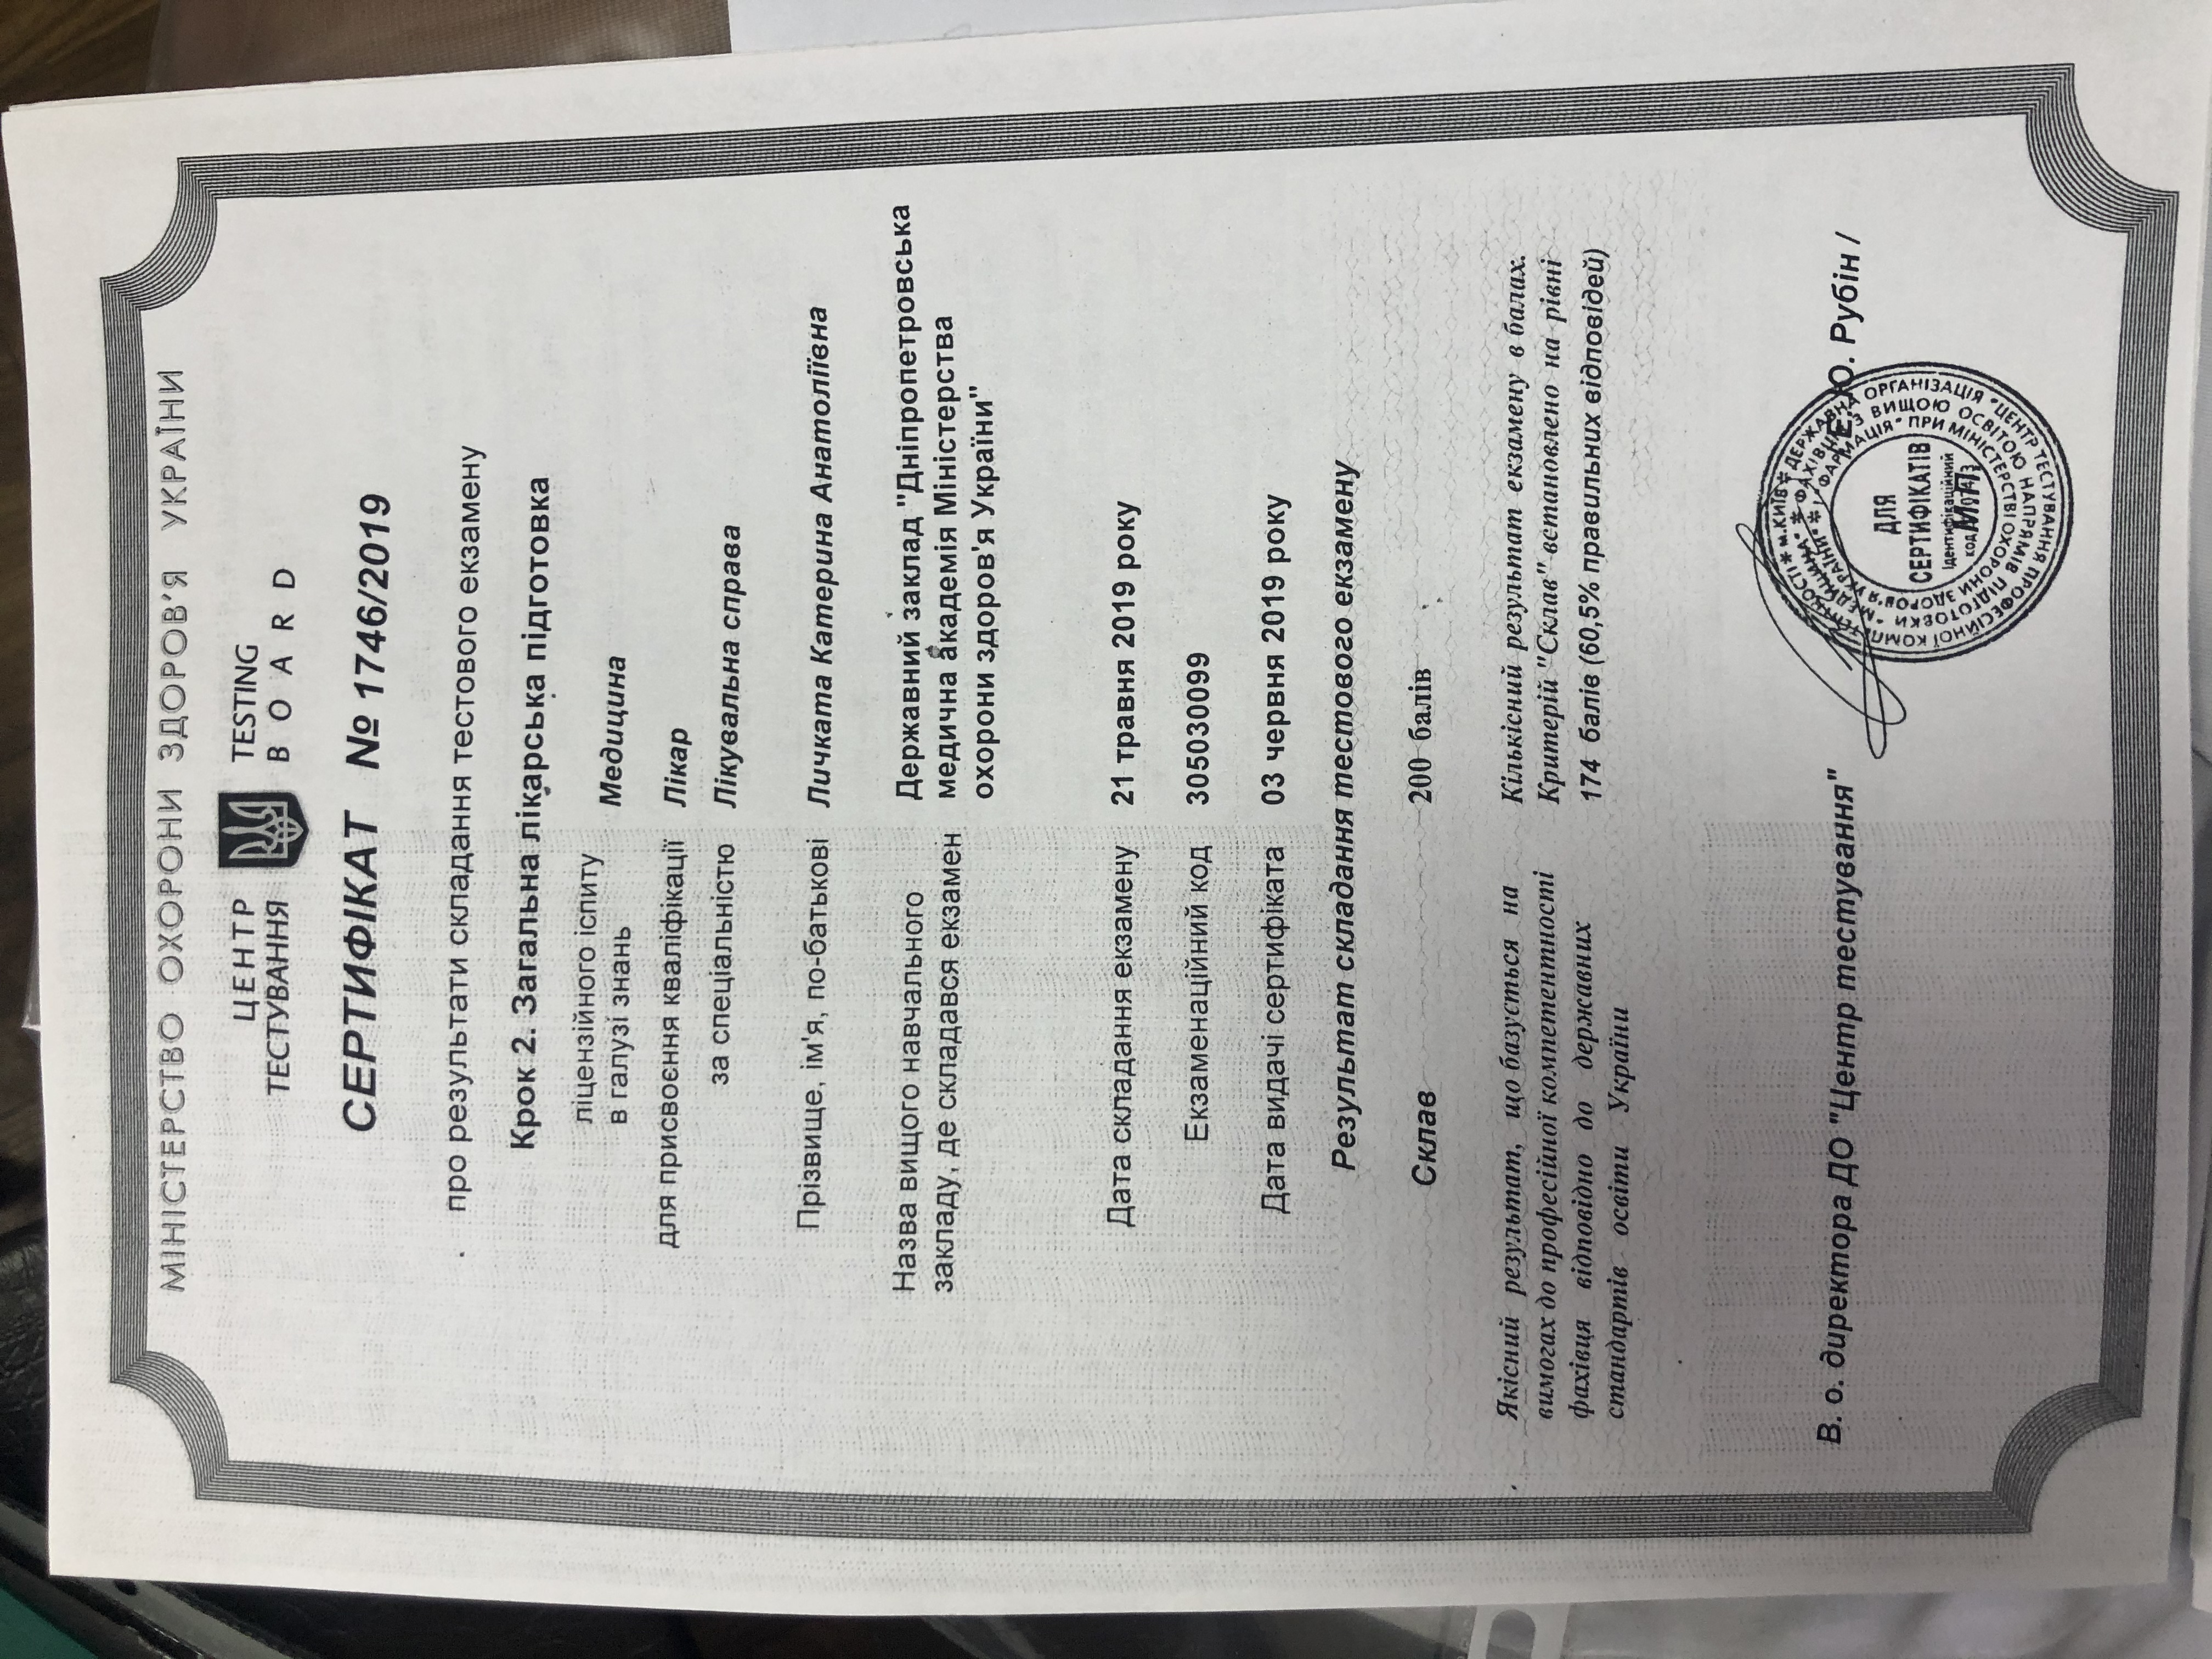 МІНІСТЕРСТВО ОХОРОНИ ЗДОРОВ'Я УКРАЇНИ
ЦЕНТР ТЕСТУВАННЯ
TESTING BOARD
СЕРТИФІКАТ № 1746/2019
про результати складання тестового екзамену
Крок 2. Загальна лікарська підготовка
ліцензійного іспиту
в галузі знань Медицина
для присвоєння кваліфікації Лікар
за спеціальністю Лікувальна справа
Прізвище, ім'я, по-батькові Личката Катерина Анатоліївна
Назва вищого навчального
закладу, де складався екзамен
Державний заклад "Дніпропетровська
медична академія Міністерства
охорони здоров'я України"
Дата складання екзамену 21 травня 2019 року
Екзаменаційний код 305030099
Дата видачі сертифіката 03 червня 2019 року
Результат складання тестового екзамену
Склав 200 балів
Якісний результат, що базується на
вимогах до професійної компетентності
фахівця відповідно до державних
стандартів освіти України
Кількісний результат екзамену в балах.
Критерій "Склав" встановлено на рівні
174 балів (60,5% правильних відповідей)
В. о. директора ДО "Центр тестування" Ю. Рубін /
м.КИЇВ * ДЕРЖАВНА ОРГАНІЗАЦІЯ "ЦЕНТР ТЕСТУВАННЯ ПРОФЕСІЙНОЇ КОМПЕТЕНТНОСТІ
ФАХІВЦІВ З ВИЩОЮ ОСВІТОЮ НАПРЯМІВ ПІДГОТОВКИ "МЕДИЦИНА"
І "ФАРМАЦІЯ" ПРИ МІНІСТЕРСТВІ ОХОРОНИ ЗДОРОВ'Я УКРАЇНИ"
ДЛЯ
СЕРТИФІКАТІВ
Ідентифікаційний
код
М.П.